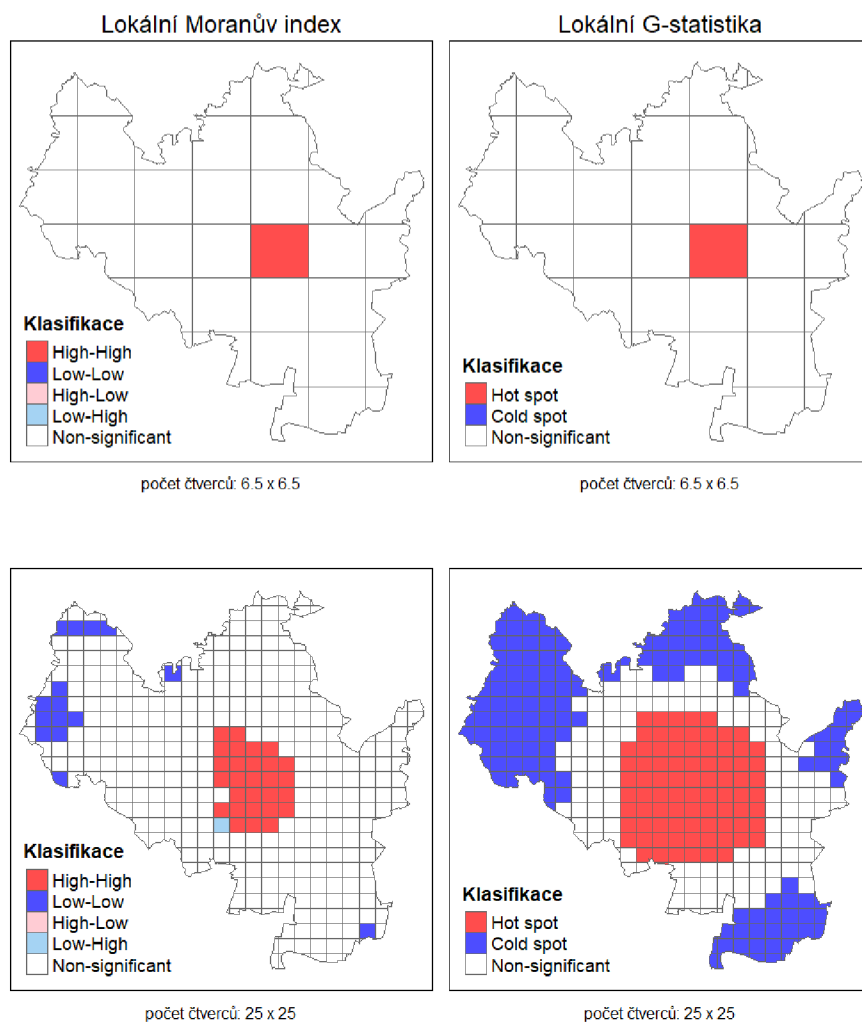 Lokální Moranův index
Lokální G-statistika
Klasifikace
High-High
Low-Low
High-Low
Low-High
Non-significant
Klasifikace
Hot spot
Cold spot
Non-significant
počet čtverců: 6.5 x 6.5
počet čtverců: 6.5 x 6.5
Klasifikace
High-High
Low-Low
High-Low
Low-High
Non-significant
Klasifikace
Hot spot
Cold spot
Non-significant
počet čtverců: 25 x 25
počet čtverců: 25 x 25